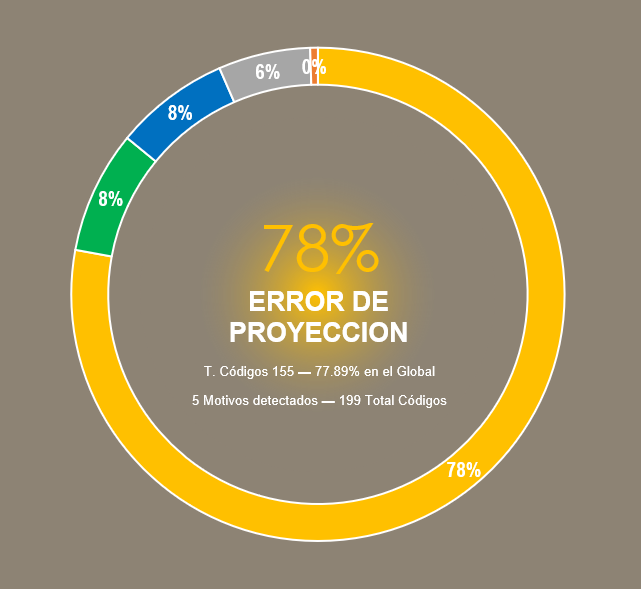 6%
0%
8%
8%
78%
ERROR DE
PROYECCION
T. Códigos 155 — 77.89% en el Global
5 Motivos detectados — 199 Total Códigos
78%